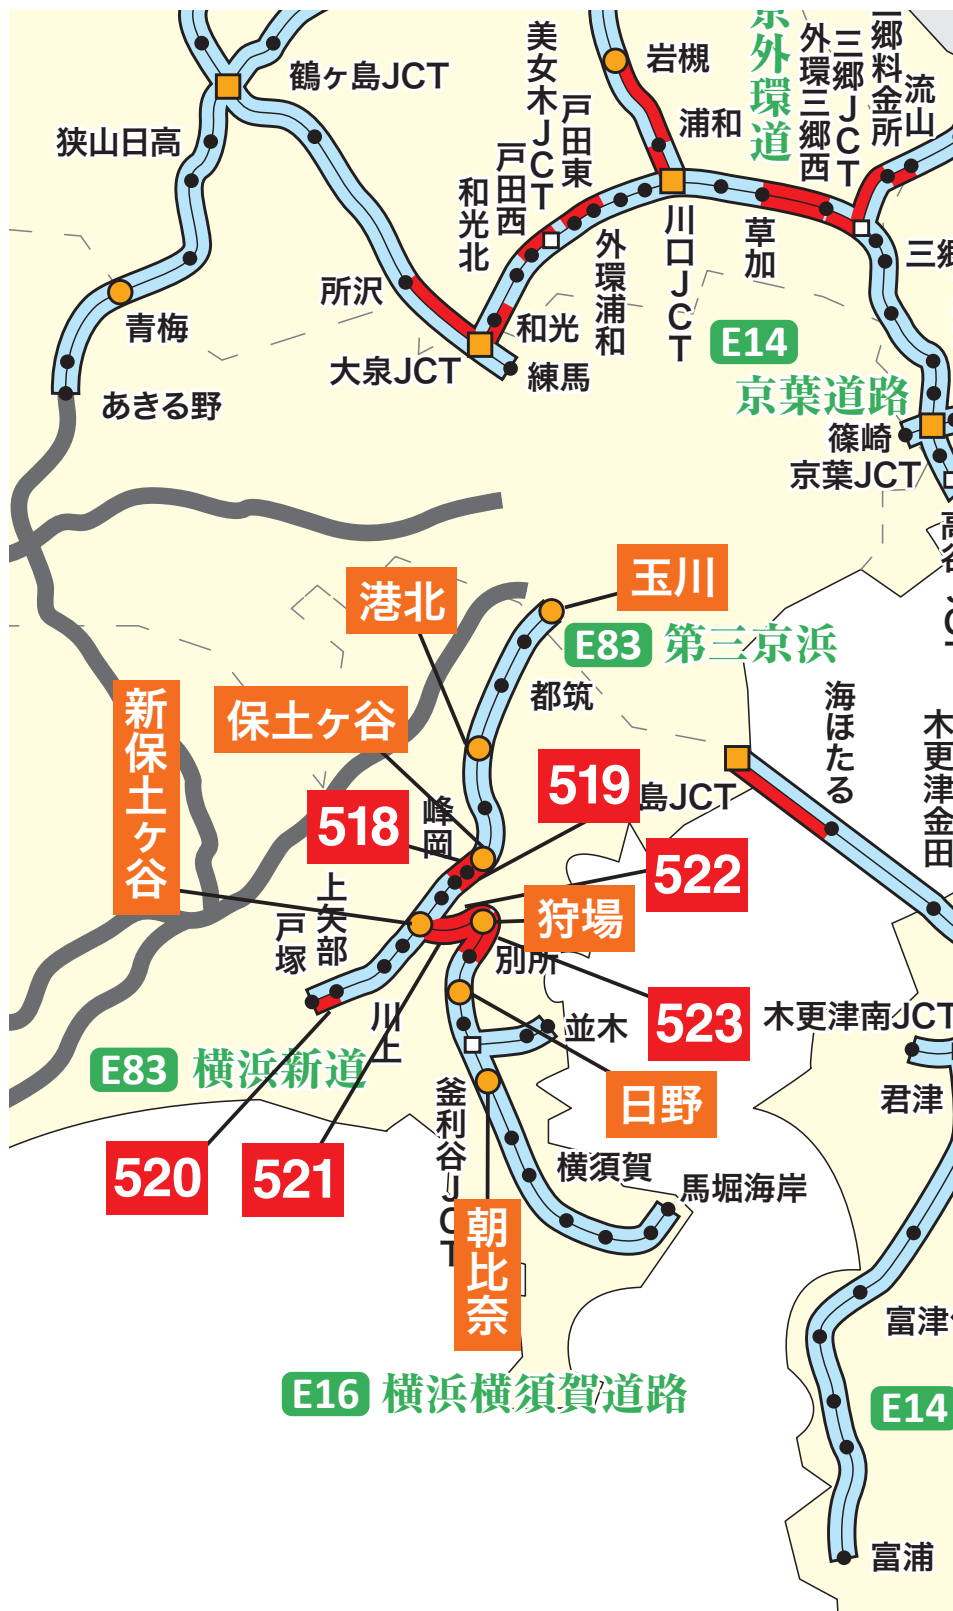 鶴ヶ島JCT
狭山日高
青梅
あきる野
所沢
大泉JCT
練馬
和光
和光北
戸田西
美女木JCT
戸田東
外環浦和
岩槻
浦和
川口JCT
草加
外環道
外環三郷西
三郷JCT
三郷料金所
流山
三郷
E14
京葉道路
篠崎
京葉JCT
港北
玉川
E83
第三京浜
都筑
新保土ヶ谷
保土ヶ谷
518
519
島JCT
海ほたる
木更津金田
峰岡
522
狩場
上矢部
戸塚
別所
川上
523
並木
木更津南JCT
君津
E83
横浜新道
日野
釜利谷JCT
520
521
横須賀
馬堀海岸
朝比奈
富津
E16
横浜横須賀道路
E14
富浦